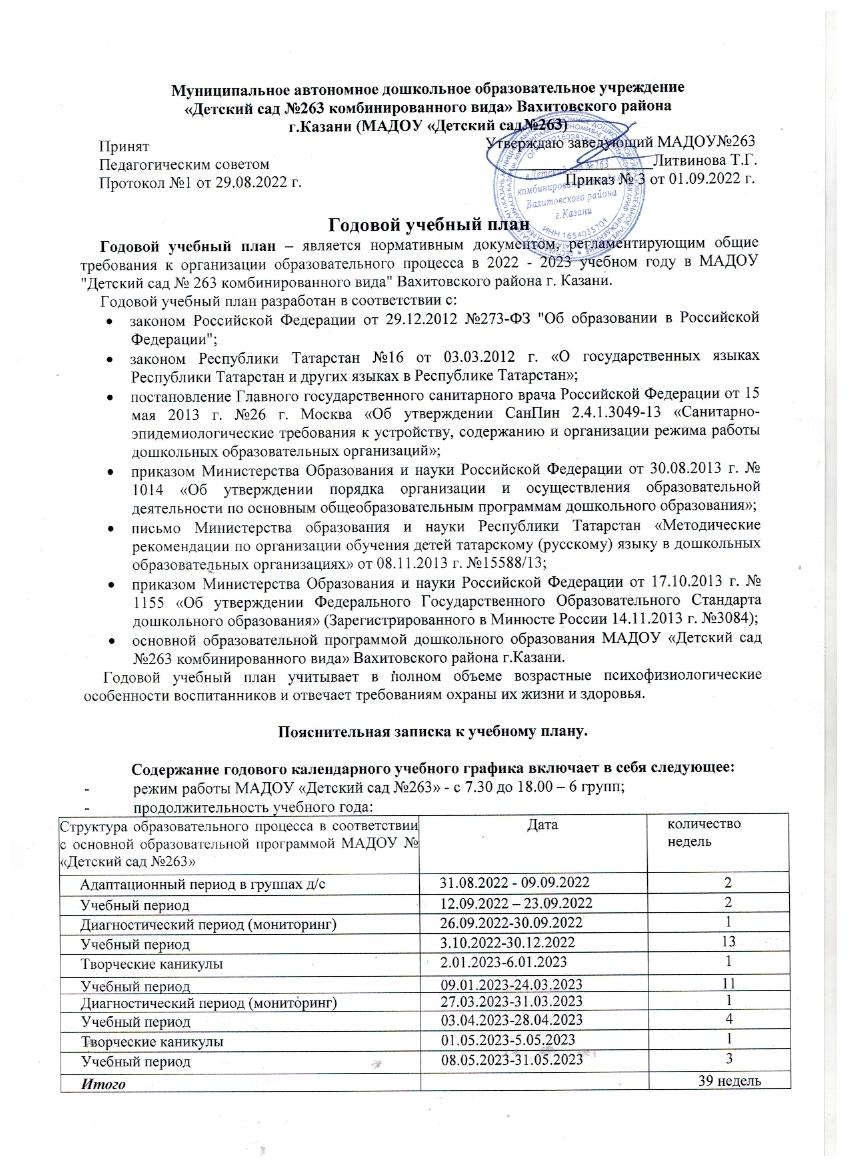 Муниципальное автономное дошкольное образовательное учреждение
«Детский сад №263 комбинированного вида» Вахитовского района
г.Казани (МАДОУ «Детский сад№263)
Принят Утверждаю заведующий МАДОУ№263
Педагогическим советом Литвинова Т.Г.
Протокол №1 от 29.08.2022 г. Приказ № 3 от 01.09.2022 г.
комбинированного
Вахитовского района
г.Казани
ИНН 1654035701
Годовой учебный план
Годовой учебный план – является нормативным документом, регламентирующим общие
требования к организации образовательного процесса в 2022 - 2023 учебном году в МАДОУ
"Детский сад № 263 комбинированного вида" Вахитовского района г. Казани.
Годовой учебный план разработан в соответствии с:
• законом Российской Федерации от 29.12.2012 №273-ФЗ "Об образовании в Российской
Федерации";
• законом Республики Татарстан №16 от 03.03.2012 г. «О государственных языках
Республики Татарстан и других языках в Республике Татарстан»;
• постановление Главного государственного санитарного врача Российской Федерации от 15
мая 2013 г. №26 г. Москва «Об утверждении СанПин 2.4.1.3049-13 «Санитарно-
эпидемиологические требования к устройству, содержанию и организации режима работы
дошкольных образовательных организаций»;
• приказом Министерства Образования и науки Российской Федерации от 30.08.2013 г. №
1014 «Об утверждении порядка организации и осуществления образовательной
деятельности по основным общеобразовательным программам дошкольного образования»;
• письмо Министерства образования и науки Республики Татарстан «Методические
рекомендации по организации обучения детей татарскому (русскому) языку в дошкольных
образовательных организациях» от 08.11.2013 г. №15588/13;
• приказом Министерства Образования и науки Российской Федерации от 17.10.2013 г. №
1155 «Об утверждении Федерального Государственного Образовательного Стандарта
дошкольного образования» (Зарегистрированного в Минюсте России 14.11.2013 г. №3084);
• основной образовательной программой дошкольного образования МАДОУ «Детский сад
№263 комбинированного вида» Вахитовского района г.Казани.
Годовой учебный план учитывает в полном объеме возрастные психофизиологические
особенности воспитанников и отвечает требованиям охраны их жизни и здоровья.
Пояснительная записка к учебному плану.
Содержание годового календарного учебного графика включает в себя следующее:
- режим работы МАДОУ «Детский сад №263» - с 7.30 до 18.00 – 6 групп;
- продолжительность учебного года:
Структура образовательного процесса в соответствии
с основной образовательной программой МАДОУ №
«Детский сад №263»
Дата
количество
недель
Адаптационный период в группах д/с 31.08.2022 - 09.09.2022 2
Учебный период 12.09.2022 – 23.09.2022 2
Диагностический период (мониторинг) 26.09.2022-30.09.2022 1
Учебный период 3.10.2022-30.12.2022 13
Творческие каникулы 2.01.2023-6.01.2023 1
Учебный период 09.01.2023-24.03.2023 11
Диагностический период (мониторинг) 27.03.2023-31.03.2023 1
Учебный период 03.04.2023-28.04.2023 4
Творческие каникулы 01.05.2023-5.05.2023 1
Учебный период 08.05.2023-31.05.2023 3
Итого 39 недель